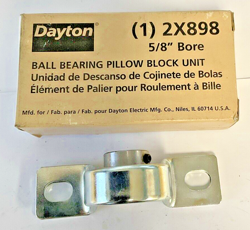 Dayton (1) 2X898
5/8" Bore
BALL BEARING PILLOW BLOCK UNIT
Unidad de Descanso de Cojinete de Bolas
Élément de Palier pour Roulement à Bille
Mfd. for / Fab. para / Fab. pour Dayton Electric Mfg. Co., Niles, IL 60714 U.S.A.